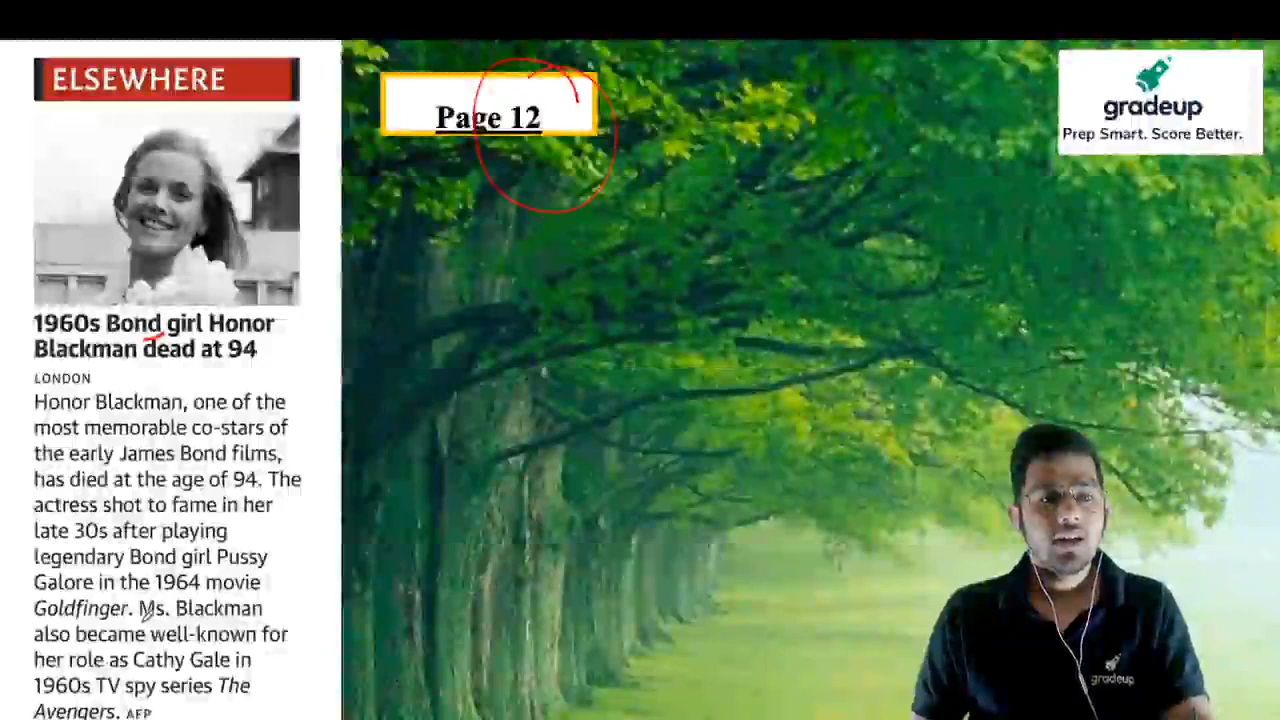 ELSEWHERE
1960s Bond girl Honor
Blackman dead at 94
LONDON
Honor Blackman, one of the
most memorable co-stars of
the early James Bond films,
has died at the age of 94. The
actress shot to fame in her
late 30s after playing
legendary Bond girl Pussy
Galore in the 1964 movie
Goldfinger. Ms. Blackman
also became well-known for
her role as Cathy Gale in
1960s TV spy series The
Avengers. AFP
Page 12
gradeup
Prep Smart. Score Better.
gradeup